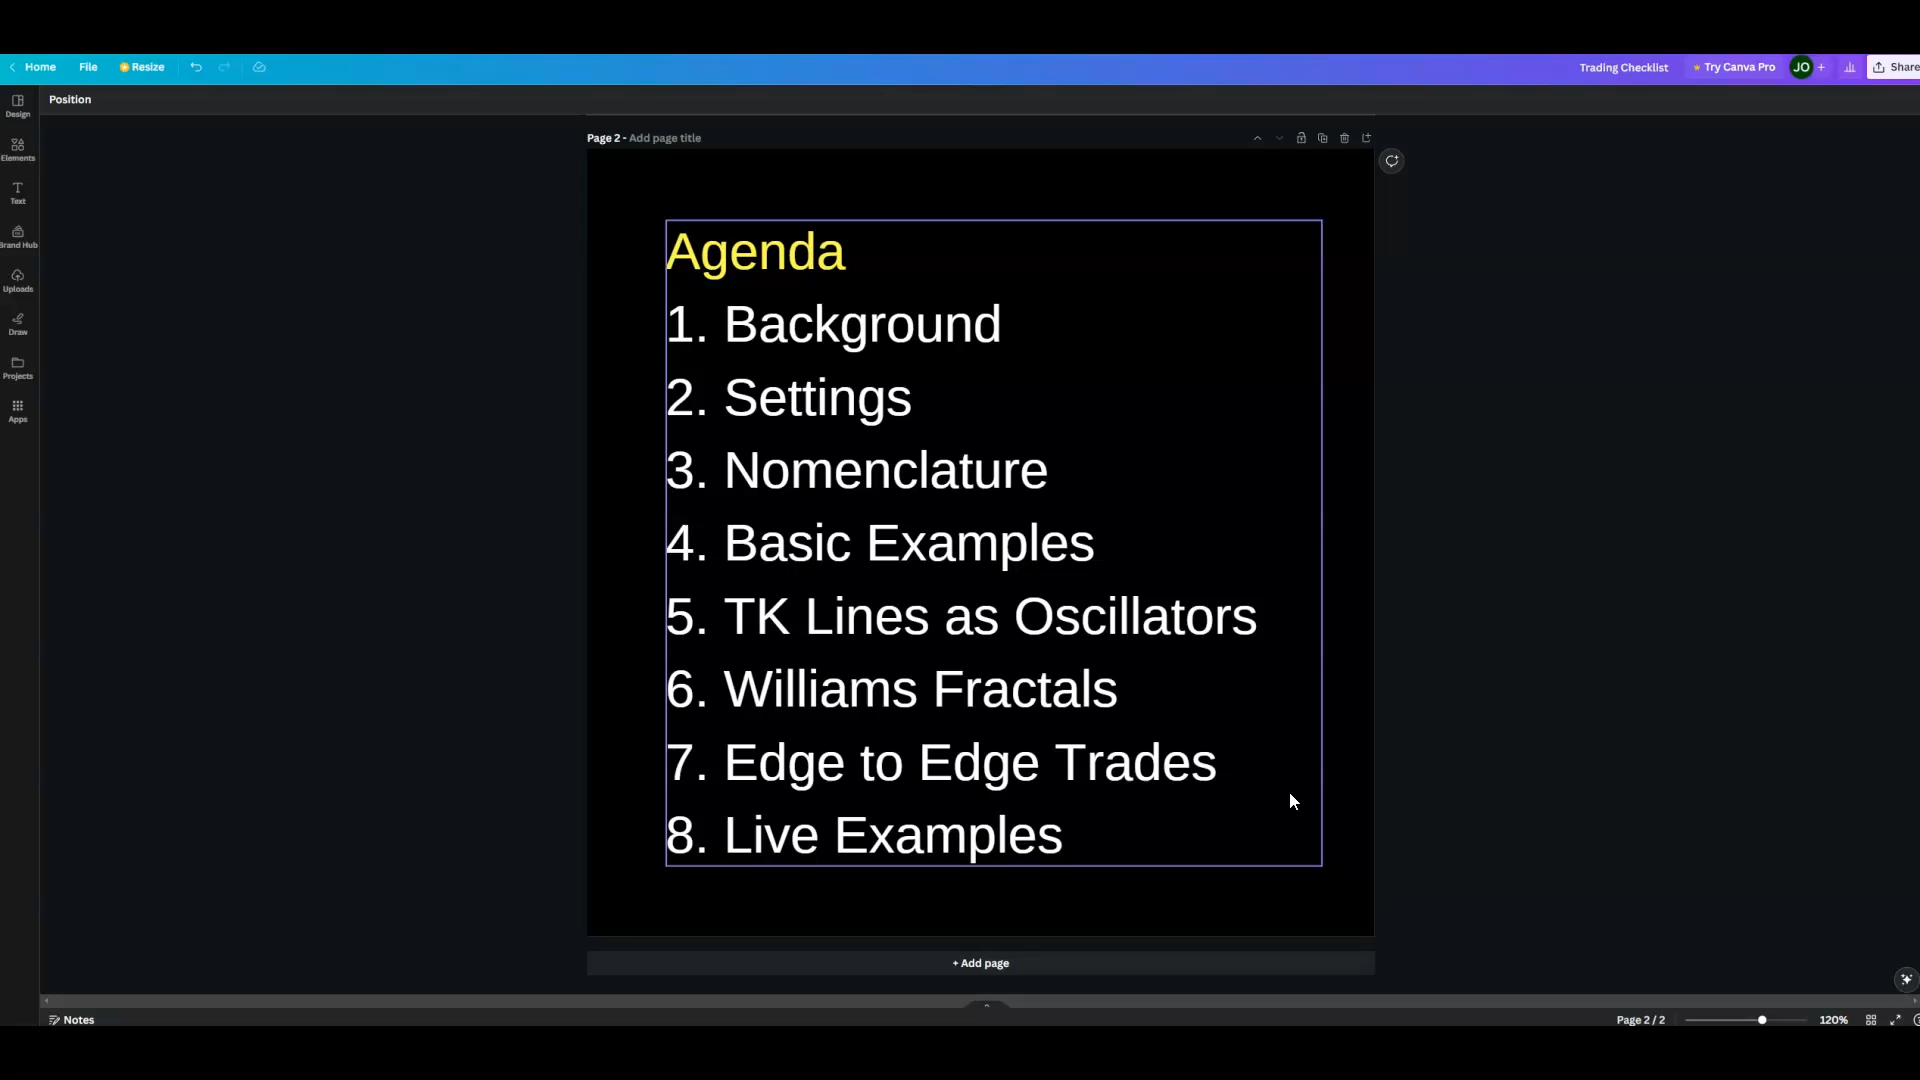 Home File Resize Trading Checklist Try Canva Pro JO + Share
Position
Design
Elements
Text
Brand Hub
Uploads
Draw
Projects
Apps
Page 2 - Add page title
Agenda
1. Background
2. Settings
3. Nomenclature
4. Basic Examples
5. TK Lines as Oscillators
6. Williams Fractals
7. Edge to Edge Trades
8. Live Examples
+ Add page
Notes Page 2 / 2 120%